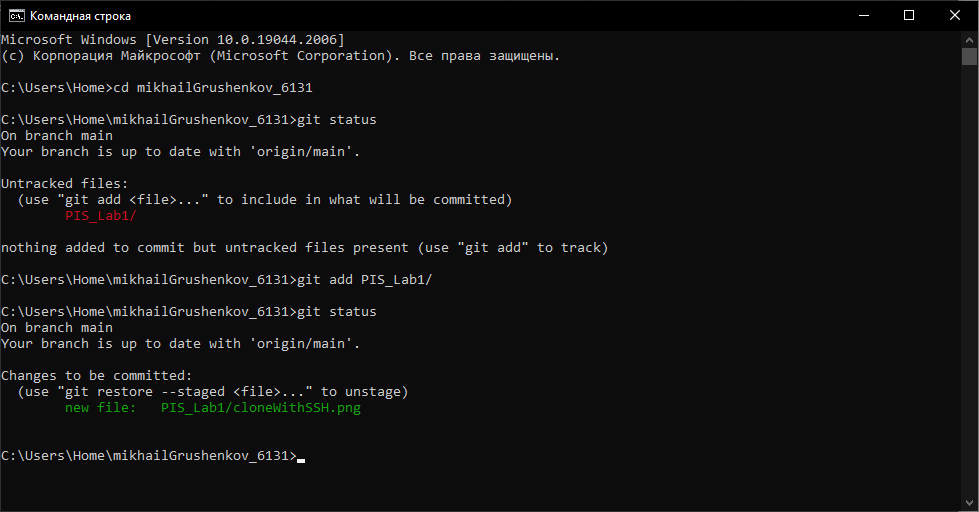 Командная строка
Microsoft Windows [Version 10.0.19044.2006]
(c) Корпорация Майкрософт (Microsoft Corporation). Все права защищены.
C:\Users\Home>cd mikhailGrushenkov_6131
C:\Users\Home\mikhailGrushenkov_6131>git status
On branch main
Your branch is up to date with 'origin/main'.
Untracked files:
  (use "git add <file>..." to include in what will be committed)
        PIS_Lab1/
nothing added to commit but untracked files present (use "git add" to track)
C:\Users\Home\mikhailGrushenkov_6131>git add PIS_Lab1/
C:\Users\Home\mikhailGrushenkov_6131>git status
On branch main
Your branch is up to date with 'origin/main'.
Changes to be committed:
  (use "git restore --staged <file>..." to unstage)
        new file:   PIS_Lab1/cloneWithSSH.png
C:\Users\Home\mikhailGrushenkov_6131>